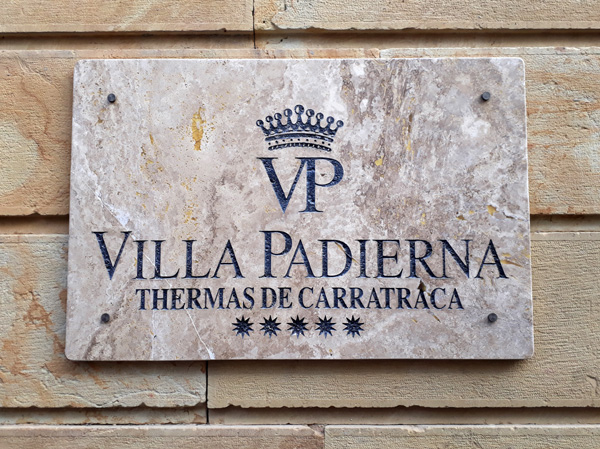 VP
VILLA PADIERNA
THERMAS DE CARRATRACA